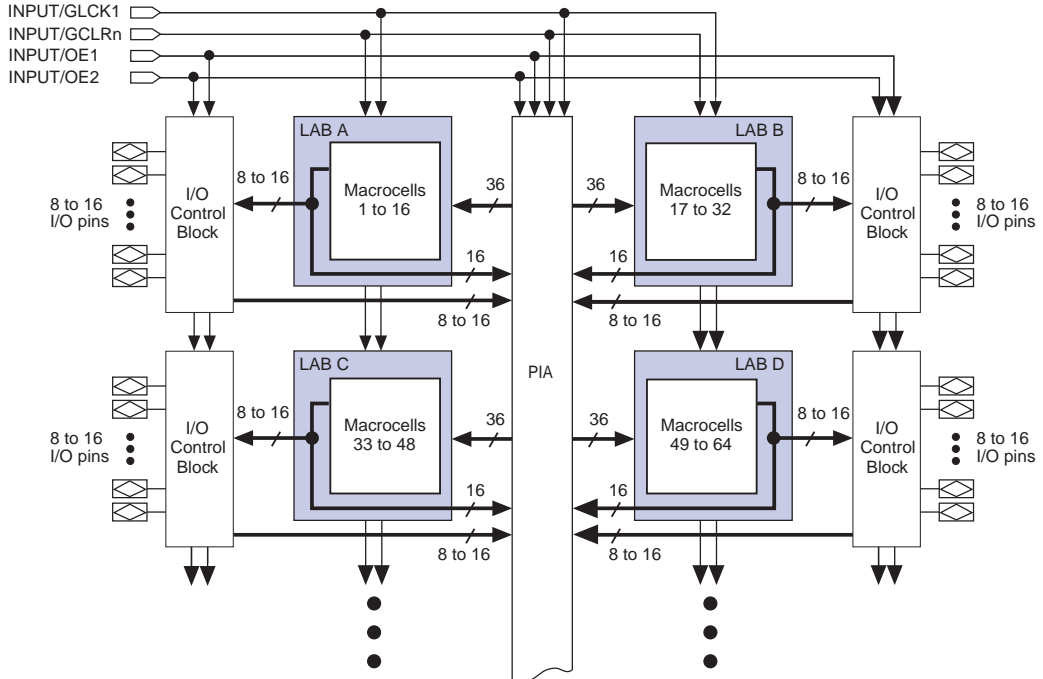 INPUT/GLCK1
INPUT/GCLRn
INPUT/OE1
INPUT/OE2
LAB A
LAB B
8 to 16
I/O pins
I/O
Control
Block
8 to 16
Macrocells
1 to 16
36
16
8 to 16
36
16
8 to 16
Macrocells
17 to 32
8 to 16
I/O
Control
Block
8 to 16
I/O pins
PIA
LAB C
LAB D
8 to 16
I/O pins
I/O
Control
Block
8 to 16
Macrocells
33 to 48
36
16
8 to 16
36
16
8 to 16
Macrocells
49 to 64
8 to 16
I/O
Control
Block
8 to 16
I/O pins